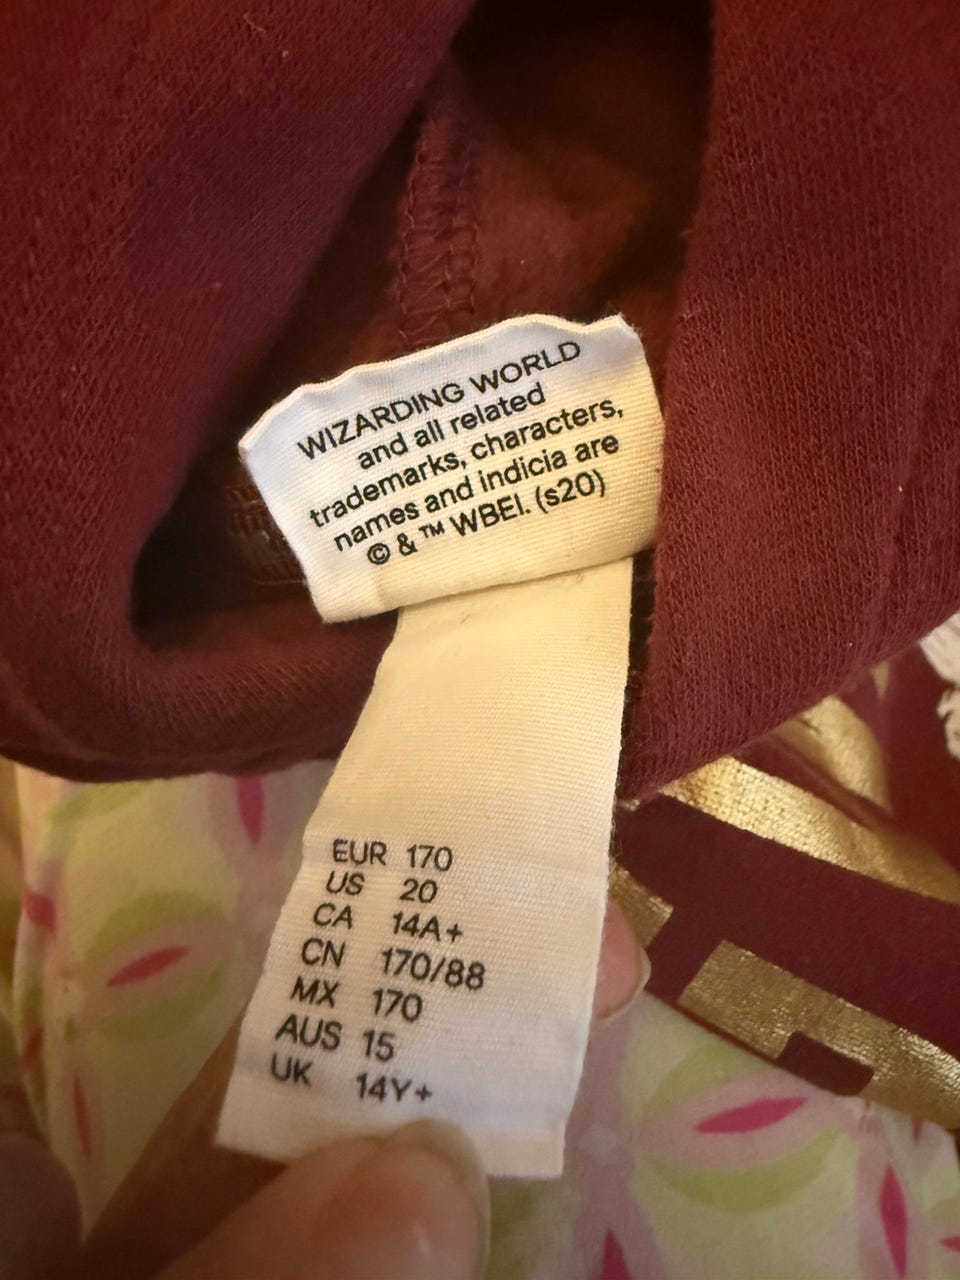 WIZARDING WORLD
and all related
trademarks, characters,
names and indicia are
© & ™ WBEI. (s20)
EUR 170
US 20
CA 14A+
CN 170/88
MX 170
AUS 15
UK 14Y+